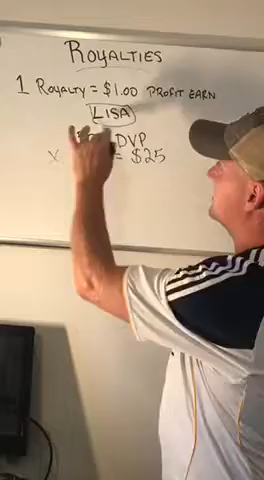 ROYALTIES
1 ROYALTY = $1.00 PROFIT EARN
LISA
DVP
X = $25